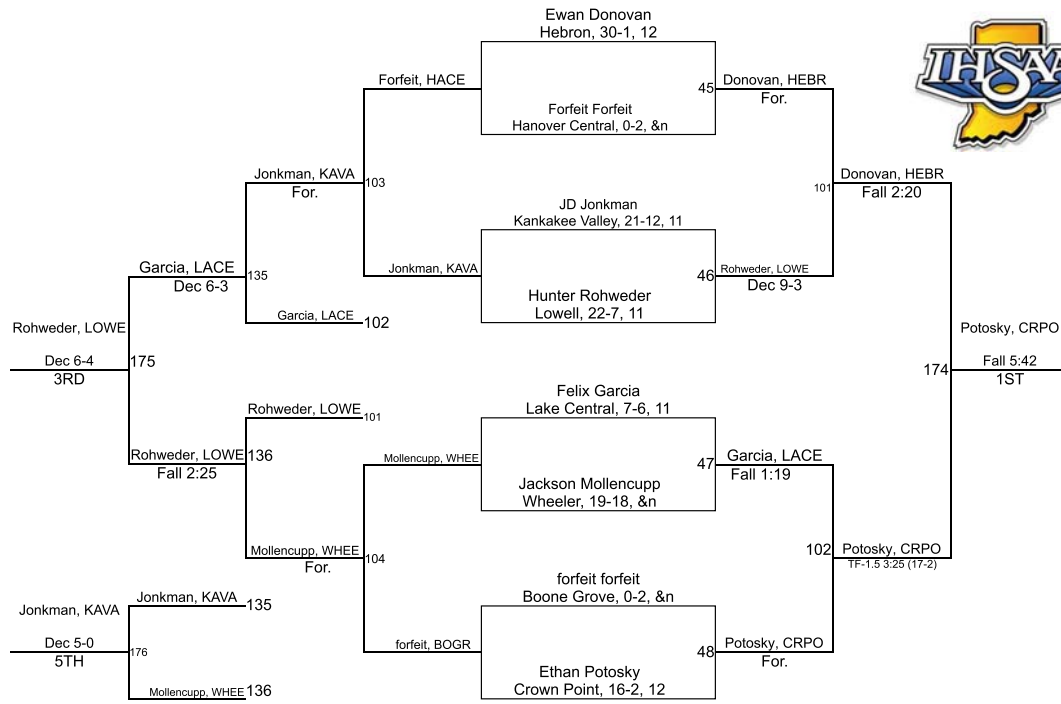 Ewan Donovan
Hebron, 30-1, 12
IHSAA
Forfeit, HACE
45
Donovan, HEBR
For.
Forfeit Forfeit
Hanover Central, 0-2, &n
Jonkman, KAVA
For.
103
101
Donovan, HEBR
Fall 2:20
JD Jonkman
Kankakee Valley, 21-12, 11
Garcia, LACE
Dec 6-3
135
Jonkman, KAVA
46
Rohweder, LOWE
Dec 9-3
Hunter Rohweder
Lowell, 22-7, 11
Garcia, LACE
102
Rohweder, LOWE
Dec 6-4
3RD
175
Potosky, CRPO
174
Fall 5:42
1ST
Felix Garcia
Lake Central, 7-6, 11
Rohweder, LOWE
101
Rohweder, LOWE
Fall 2:25
136
Mollencupp, WHEE
47
Garcia, LACE
Fall 1:19
Jackson Mollencupp
Wheeler, 19-18, &n
Mollencupp, WHEE
For.
104
102
Potosky, CRPO
TF-1.5 3:25 (17-2)
forfeit forfeit
Boone Grove, 0-2, &n
Jonkman, KAVA
Dec 5-0
5TH
Jonkman, KAVA
135
176
Mollencupp, WHEE
136
forfeit, BOGR
48
Potosky, CRPO
For.
Ethan Potosky
Crown Point, 16-2, 12